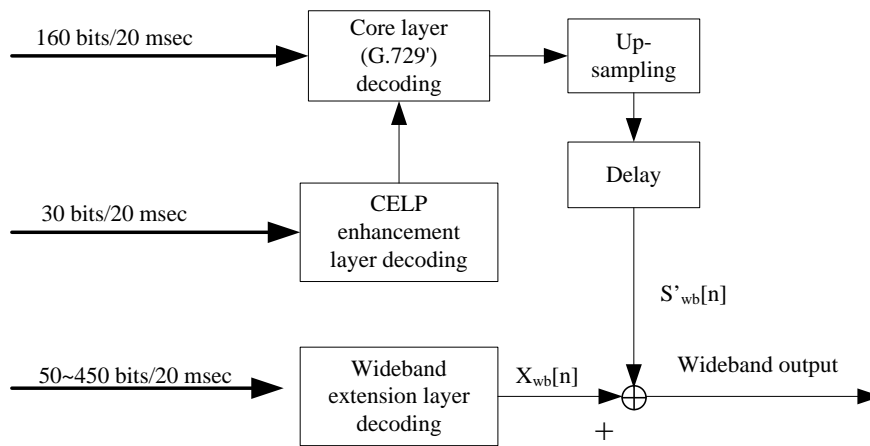 160 bits/20 msec
Core layer
(G.729')
decoding
Up-
sampling
Delay
30 bits/20 msec
CELP
enhancement
layer decoding
S’wb[n]
50~450 bits/20 msec
Wideband
extension layer
decoding
Xwb[n]
Wideband output
+